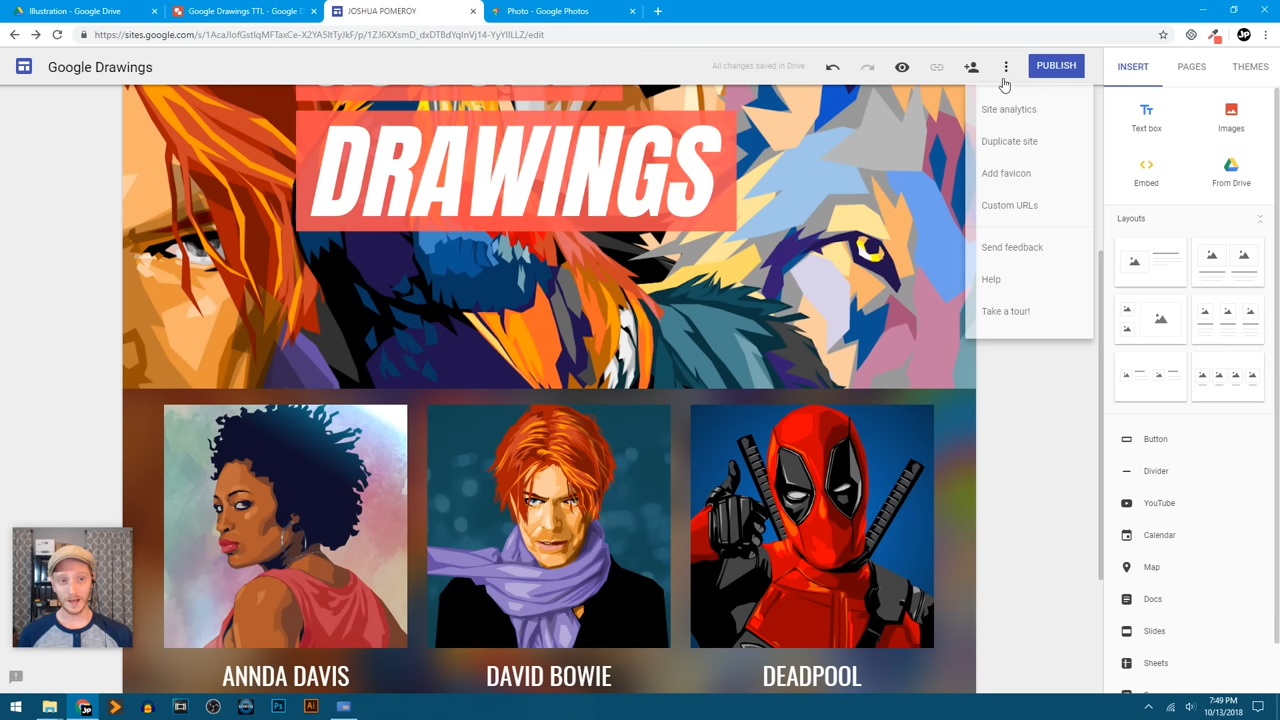 Illustration - Google Drive
Google Drawings TTL - Google D
JOSHUA POMEROY
Photo - Google Photos
Google Drawings
All changes saved in Drive
PUBLISH
INSERT
PAGES
THEMES
Site analytics
Duplicate site
Add favicon
Custom URLs
Send feedback
Help
Take a tour!
Text box
Images
Embed
From Drive
Layouts
Button
Divider
YouTube
Calendar
Map
Docs
Slides
Sheets
DRAWINGS
ANNDA DAVIS
DAVID BOWIE
DEADPOOL
7:49 PM
10/13/2018